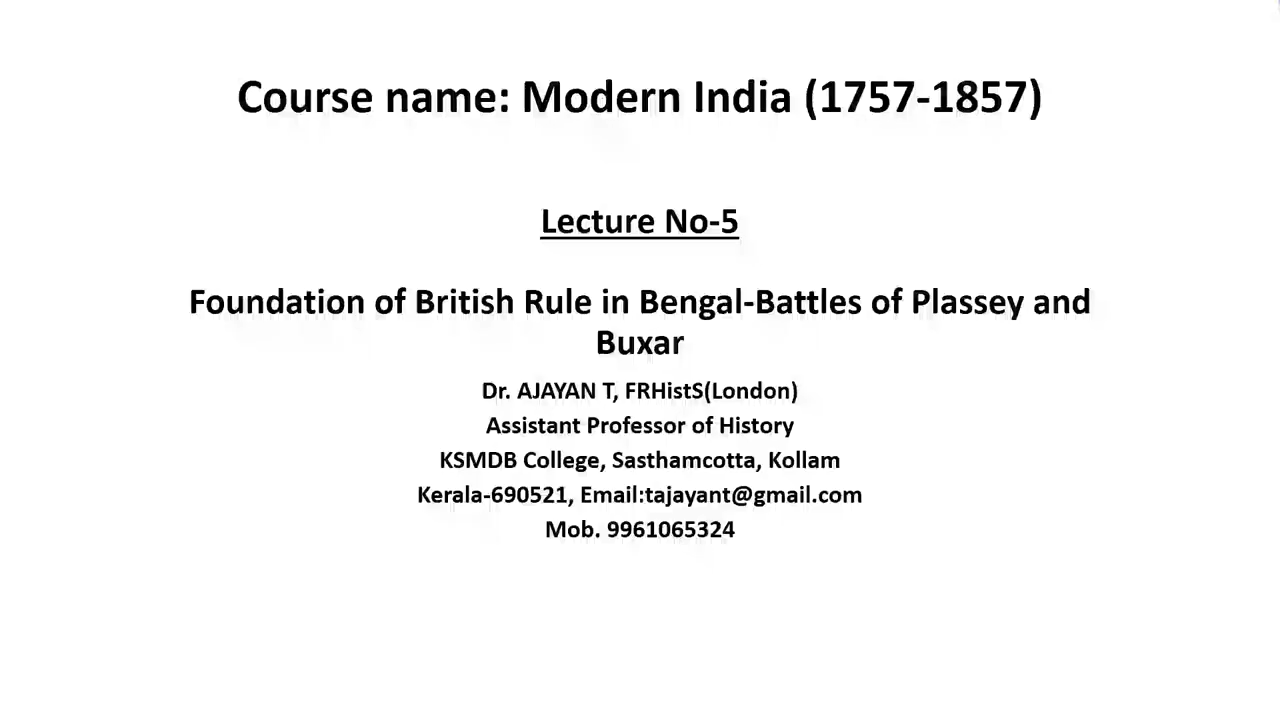 Course name: Modern India (1757-1857)
Lecture No-5
Foundation of British Rule in Bengal-Battles of Plassey and
Buxar
Dr. AJAYAN T, FRHistS(London)
Assistant Professor of History
KSMDB College, Sasthamcotta, Kollam
Kerala-690521, Email:tajayant@gmail.com
Mob. 9961065324